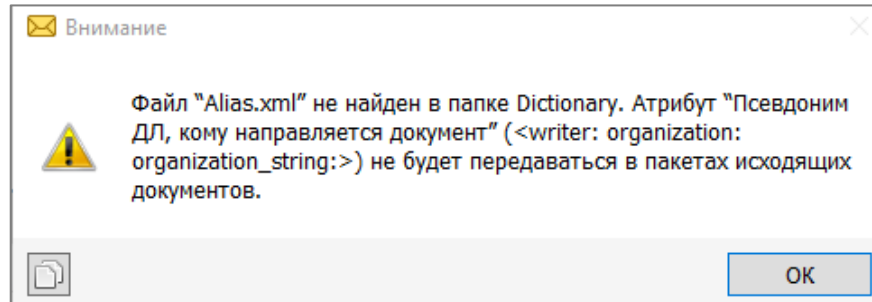 Внимание
Файл “Alias.xml” не найден в папке Dictionary. Атрибут “Псевдоним
ДЛ, кому направляется документ” (<writer: organization:
organization_string:>) не будет передаваться в пакетах исходящих
документов.
ОК